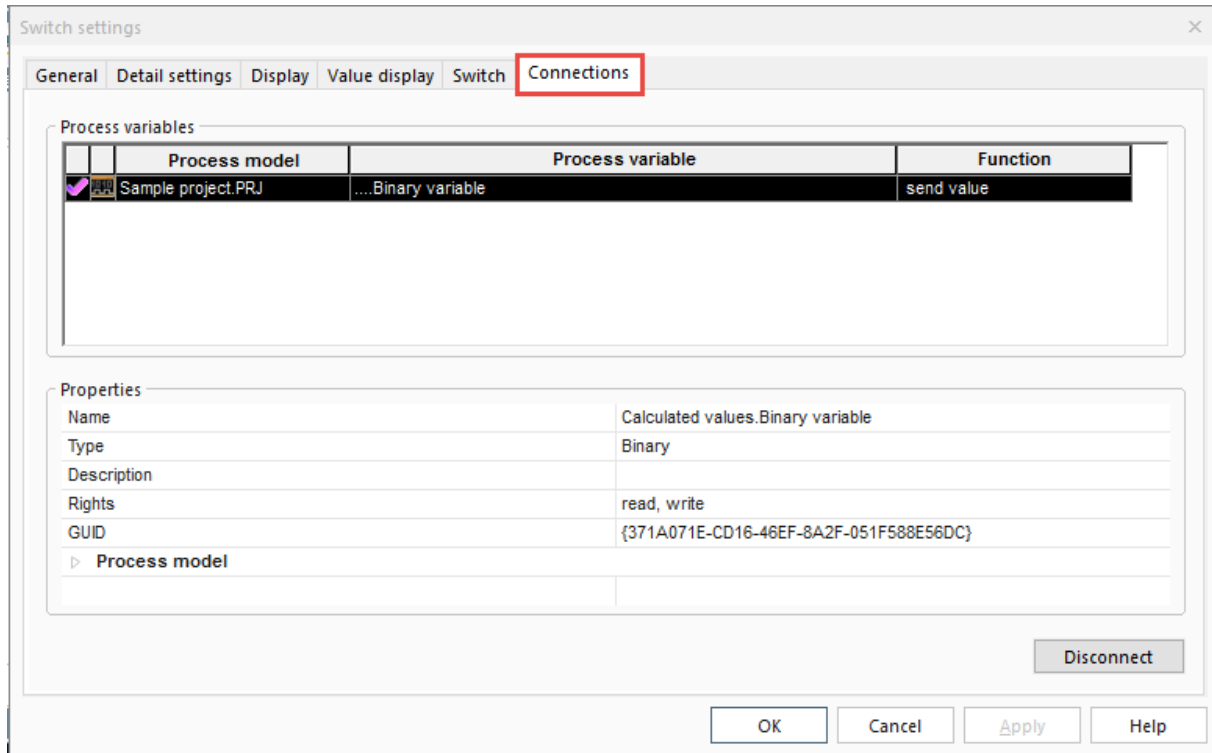 Switch settings
General Detail settings Display Value display Switch Connections
Process variables
Process model Process variable Function
Sample project.PRJ ....Binary variable send value
Properties
Name Calculated values.Binary variable
Type Binary
Description
Rights read, write
GUID {371A071E-CD16-46EF-8A2F-051F588E56DC}
Process model
Disconnect
OK Cancel Apply Help